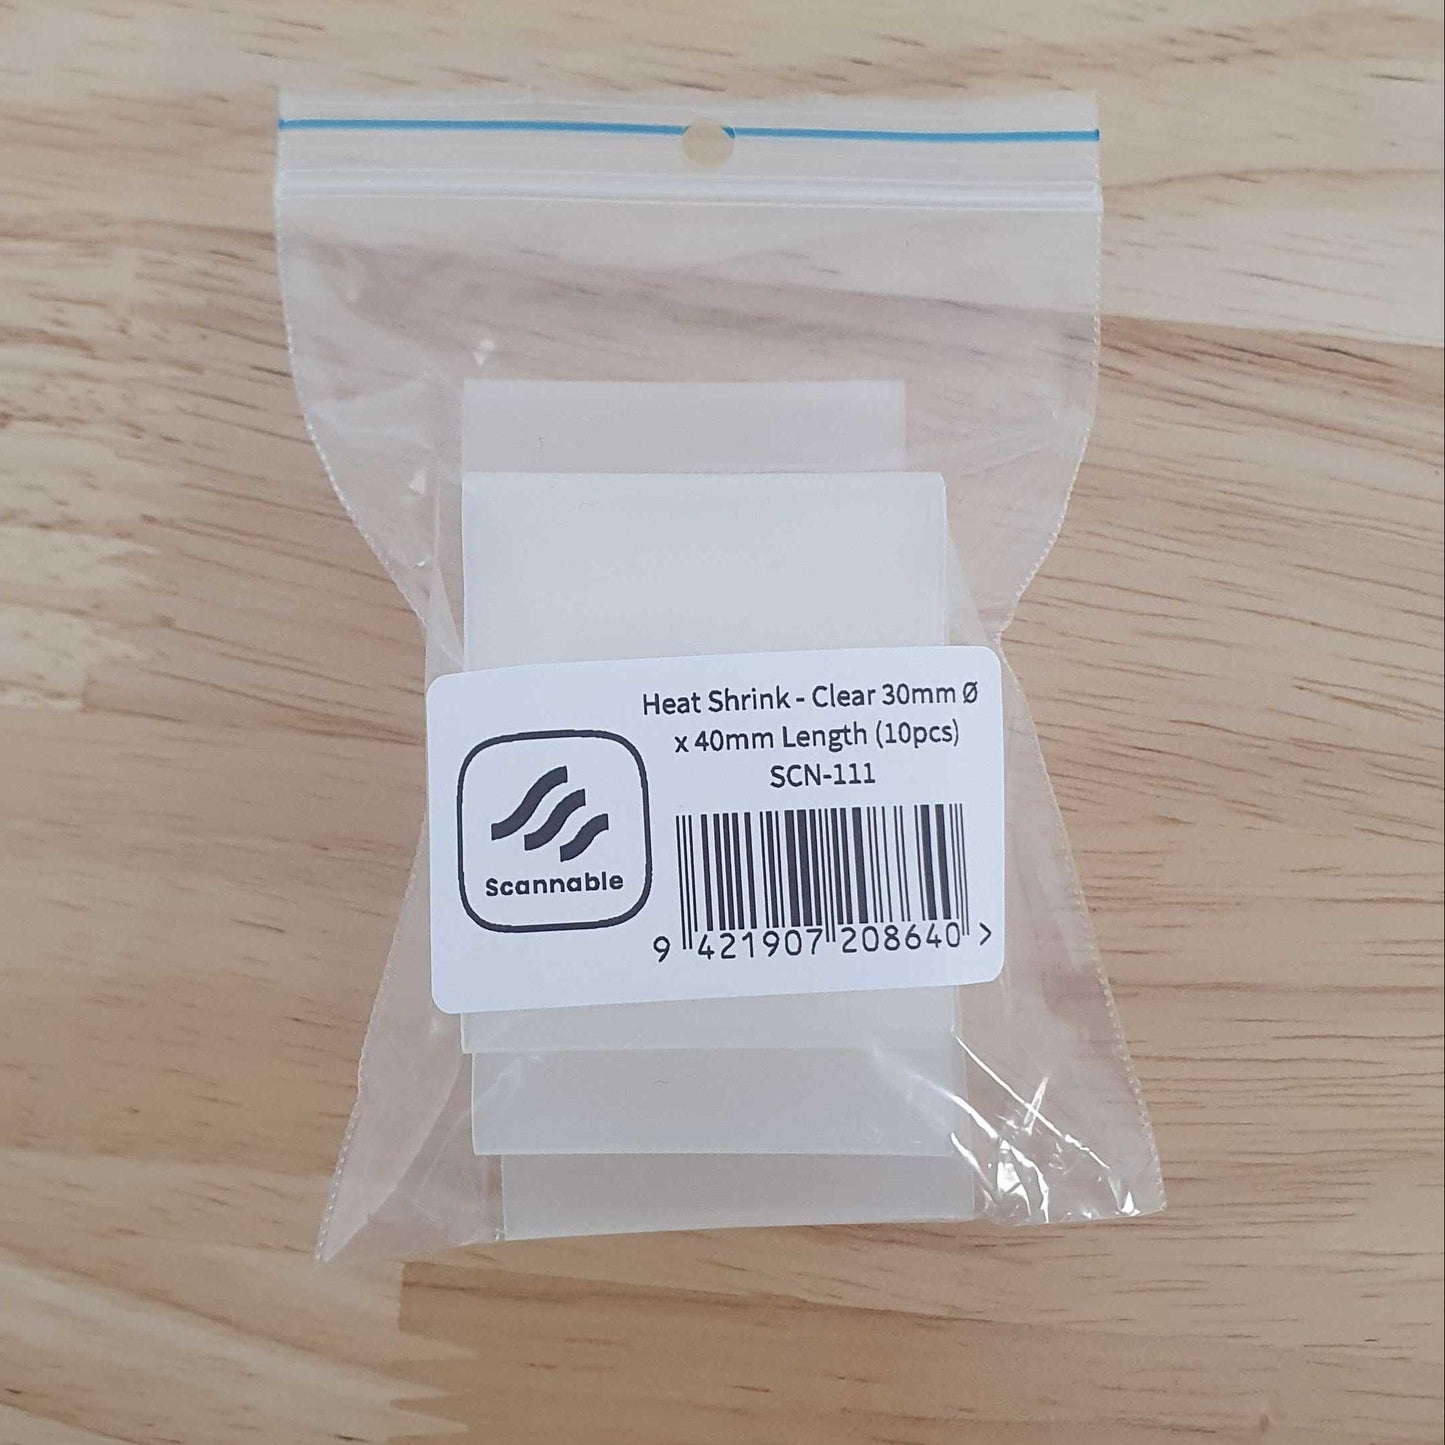 Heat Shrink - Clear 30mm Ø
x 40mm Length (10pcs)
SCN-111
Scannable
9 421907 208640 >